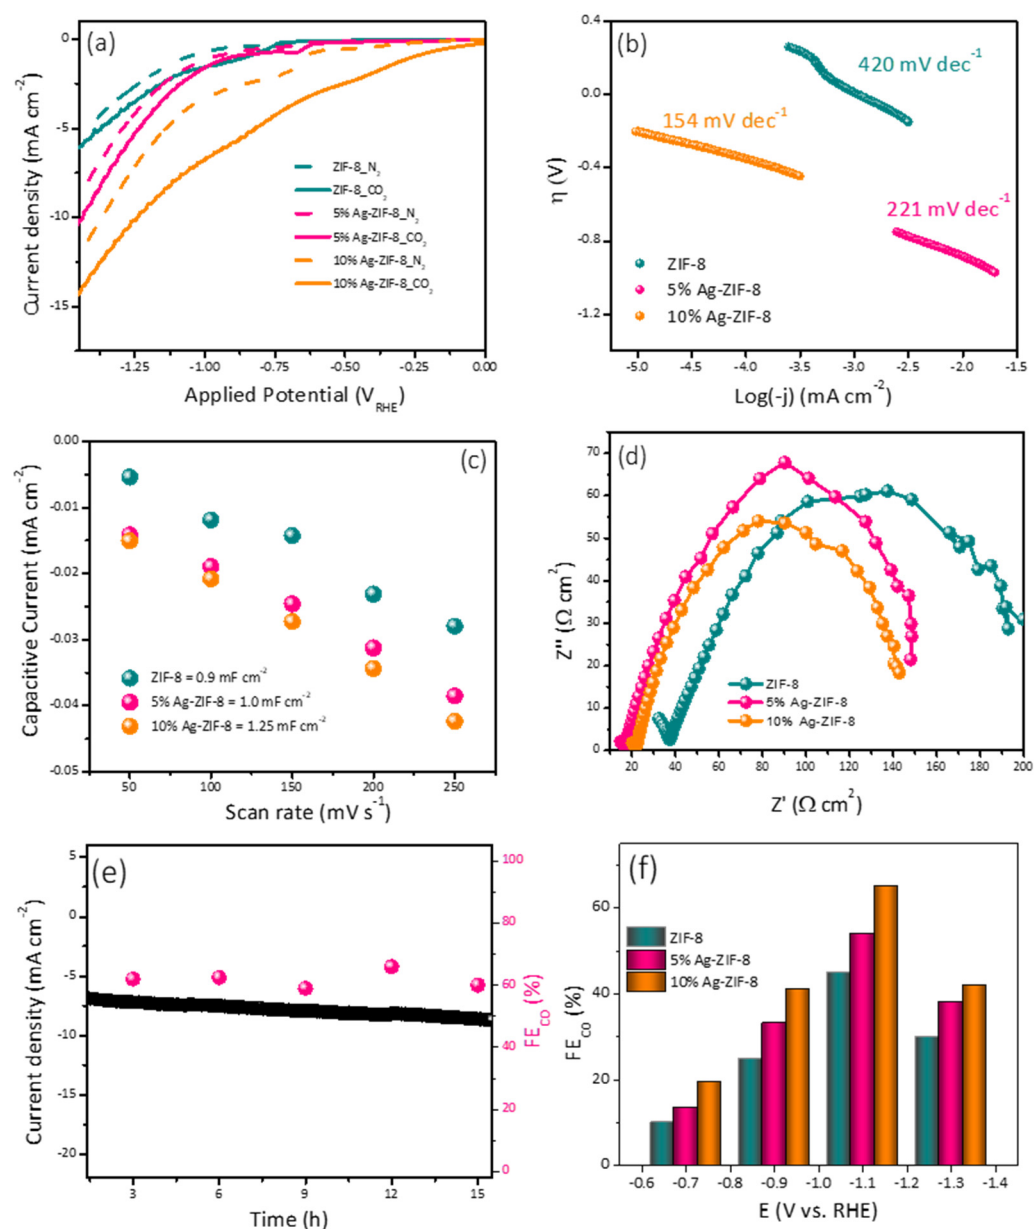 (a)
0
-5
-10
-15
Current density (mA cm⁻²)
ZIF-8_N₂
ZIF-8_CO₂
5% Ag-ZIF-8_N₂
5% Ag-ZIF-8_CO₂
10% Ag-ZIF-8_N₂
10% Ag-ZIF-8_CO₂
-1.25 -1.00 -0.75 -0.50 -0.25 0.00
Applied Potential (V_RHE)
(b)
0.4
0.0
-0.4
-0.8
-1.2
η (V)
420 mV dec⁻¹
154 mV dec⁻¹
221 mV dec⁻¹
ZIF-8
5% Ag-ZIF-8
10% Ag-ZIF-8
-5.0 -4.5 -4.0 -3.5 -3.0 -2.5 -2.0 -1.5
Log(-j) (mA cm⁻²)
(c)
0.00
-0.01
-0.02
-0.03
-0.04
-0.05
Capacitive Current (mA cm⁻²)
ZIF-8 = 0.9 mF cm⁻²
5% Ag-ZIF-8 = 1.0 mF cm⁻²
10% Ag-ZIF-8 = 1.25 mF cm⁻²
50 100 150 200 250
Scan rate (mV s⁻¹)
(d)
70
60
50
40
30
20
10
0
Z'' (Ω cm²)
ZIF-8
5% Ag-ZIF-8
10% Ag-ZIF-8
20 40 60 80 100 120 140 160 180 200
Z' (Ω cm²)
(e)
5
0
-5
-10
-15
-20
Current density (mA cm⁻²)
100
80
60
40
20
0
FE_CO (%)
3 6 9 12 15
Time (h)
(f)
60
40
20
0
FE_CO (%)
ZIF-8
5% Ag-ZIF-8
10% Ag-ZIF-8
-0.6 -0.7 -0.8 -0.9 -1.0 -1.1 -1.2 -1.3 -1.4
E (V vs. RHE)